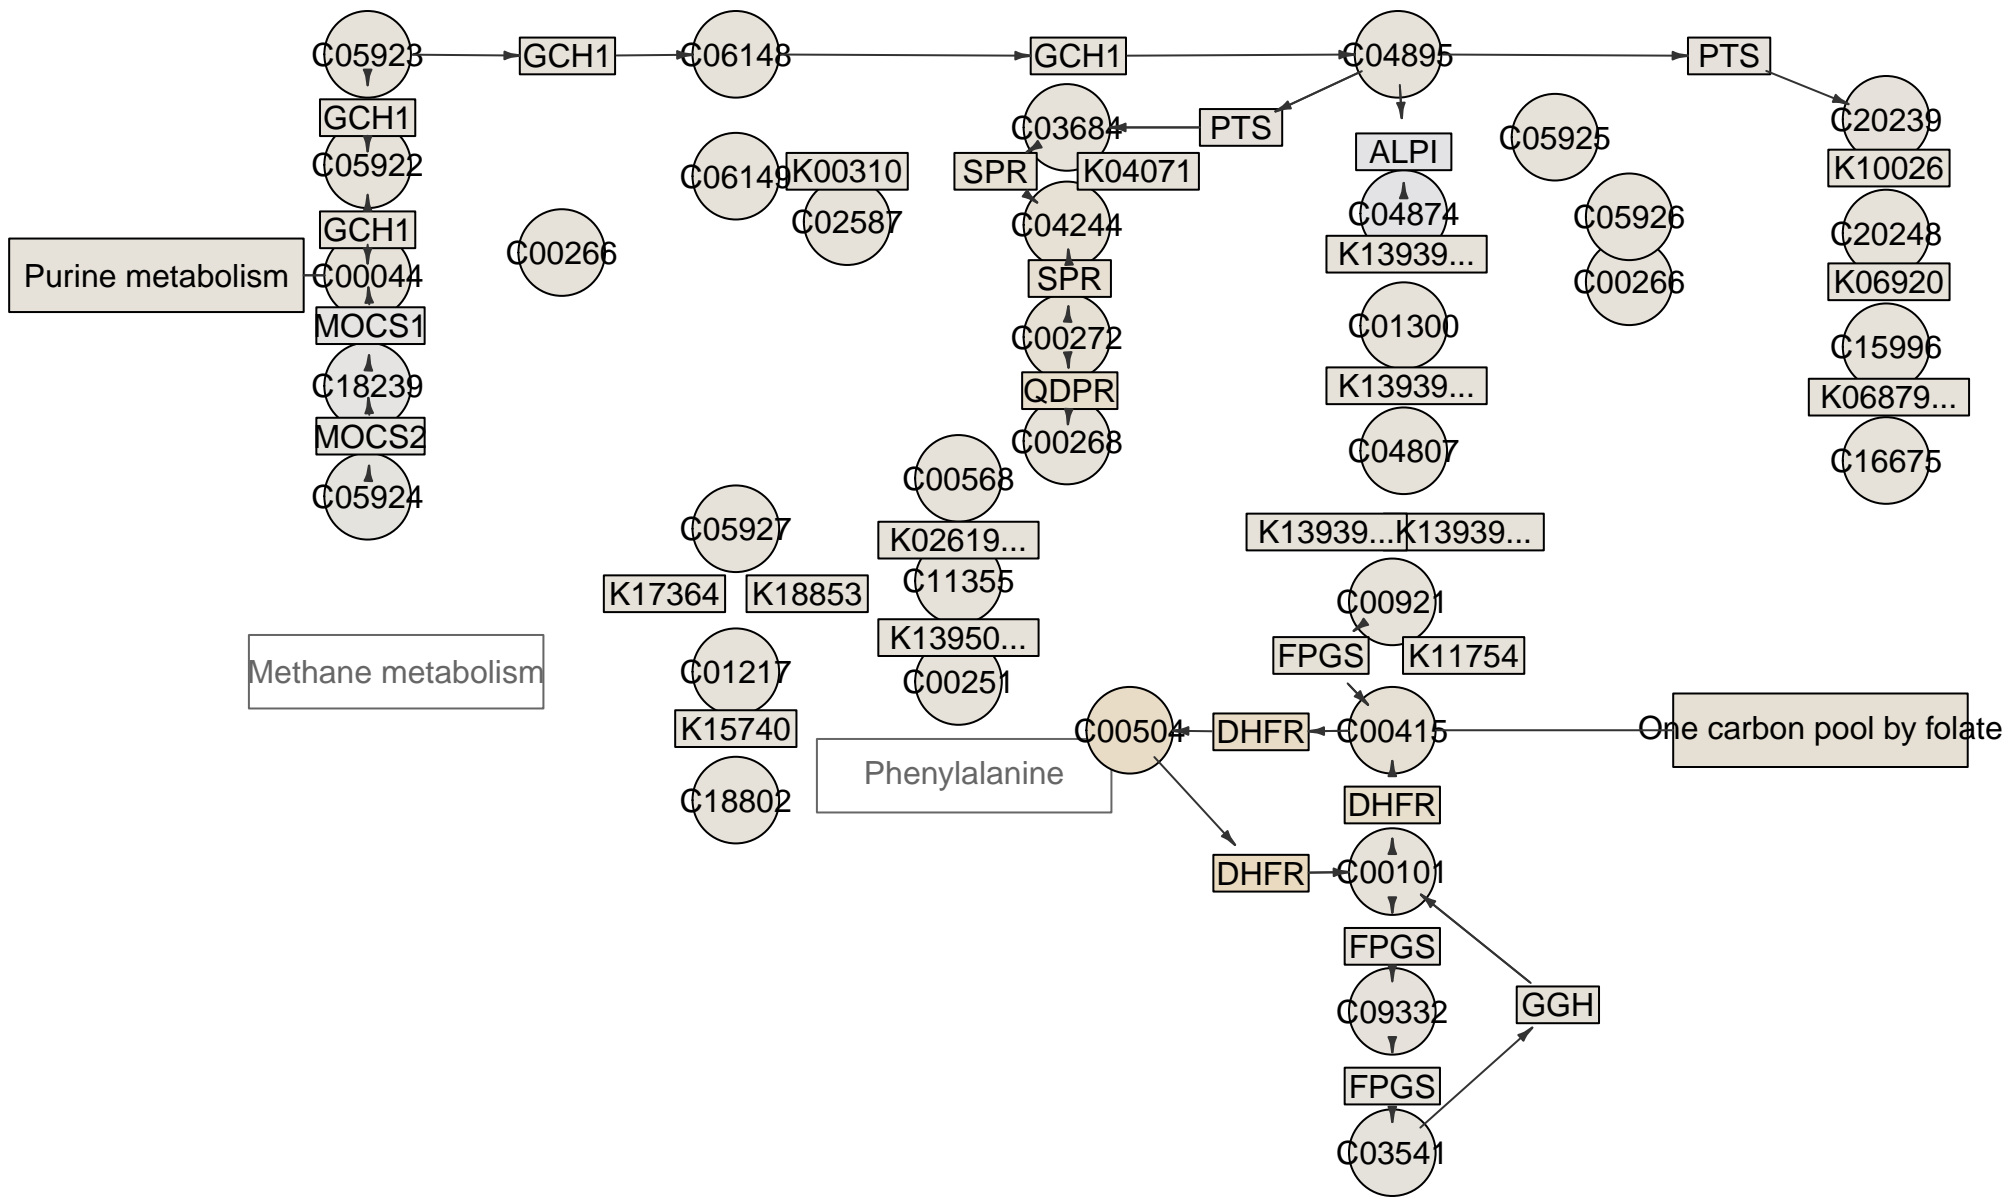 C05923
GCH1
C06148
GCH1
C04895
PTS
GCH1
C03684
PTS
C20239
C05925
ALPI
C05922
C06149
K00310
SPR
K04071
K10026
GCH1
C02587
C04244
C04874
C05926
C20248
C00266
K13939...
Purine metabolism
C00044
SPR
C00266
K06920
MOCS1
C00272
C01300
C15996
C18239
QDPR
K13939...
K06879...
MOCS2
C00268
C04807
C16675
C05924
C00568
C05927
K02619...
K13939...
K13939...
K17364
K18853
C11355
C00921
K13950...
FPGS
K11754
Methane metabolism
C01217
C00251
K15740
C00504
DHFR
C00415
One carbon pool by folate
Phenylalanine
C18802
DHFR
DHFR
C00101
FPGS
C09332
GGH
FPGS
C03541